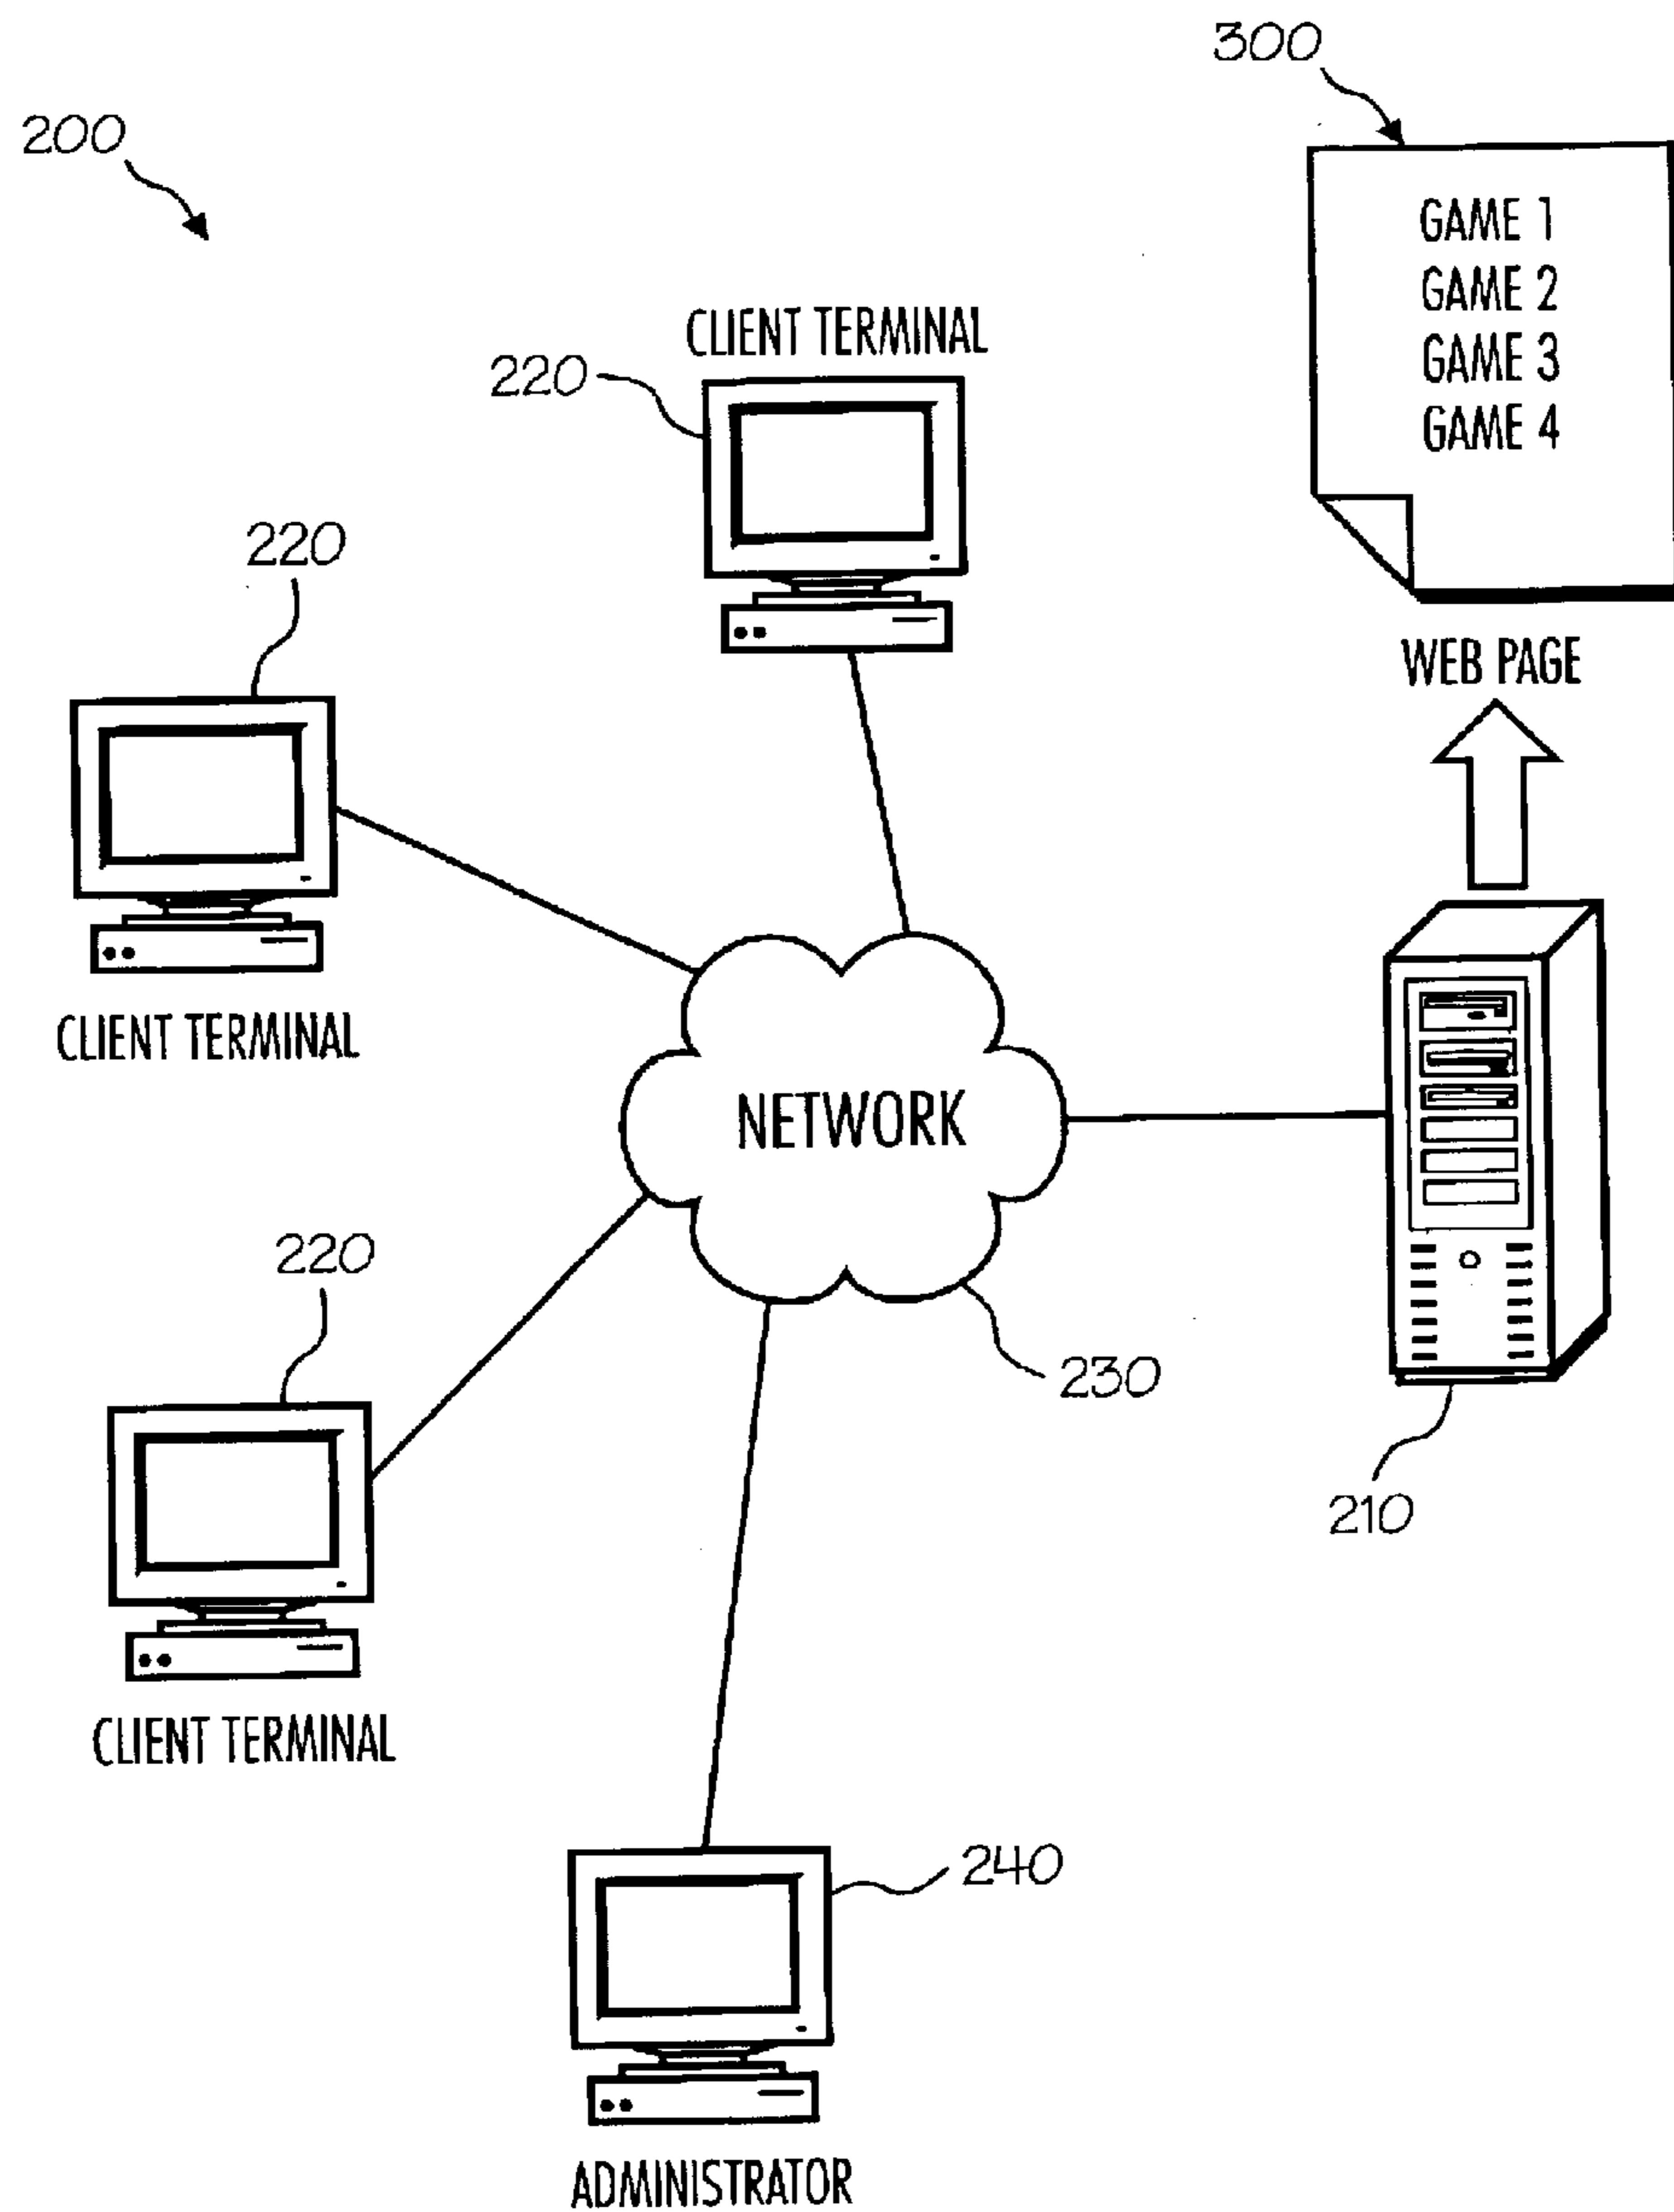 300
200
GAME 1
GAME 2
GAME 3
GAME 4
CLIENT TERMINAL
220
220
WEB PAGE
CLIENT TERMINAL
NETWORK
220
230
210
CLIENT TERMINAL
240
ADMINISTRATOR